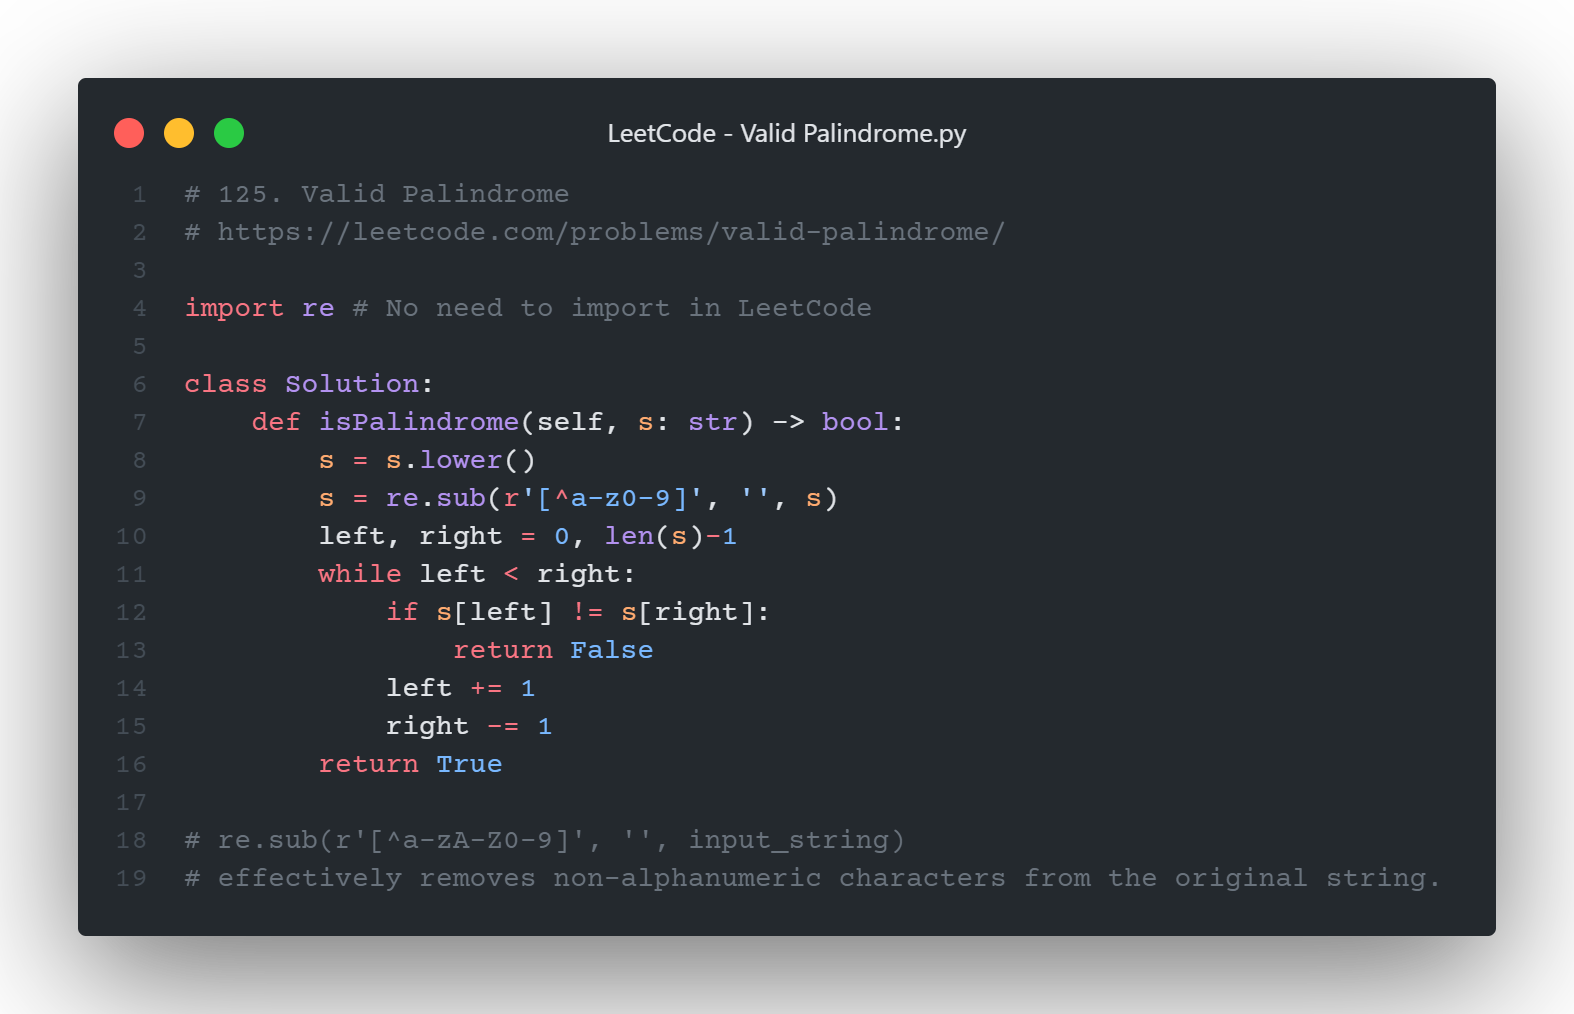 LeetCode - Valid Palindrome.py
1 # 125. Valid Palindrome
2 # https://leetcode.com/problems/valid-palindrome/
3
4 import re # No need to import in LeetCode
5
6 class Solution:
7     def isPalindrome(self, s: str) -> bool:
8         s = s.lower()
9         s = re.sub(r'[^a-z0-9]', '', s)
10         left, right = 0, len(s)-1
11         while left < right:
12             if s[left] != s[right]:
13                 return False
14             left += 1
15             right -= 1
16         return True
17
18 # re.sub(r'[^a-zA-Z0-9]', '', input_string)
19 # effectively removes non-alphanumeric characters from the original string.